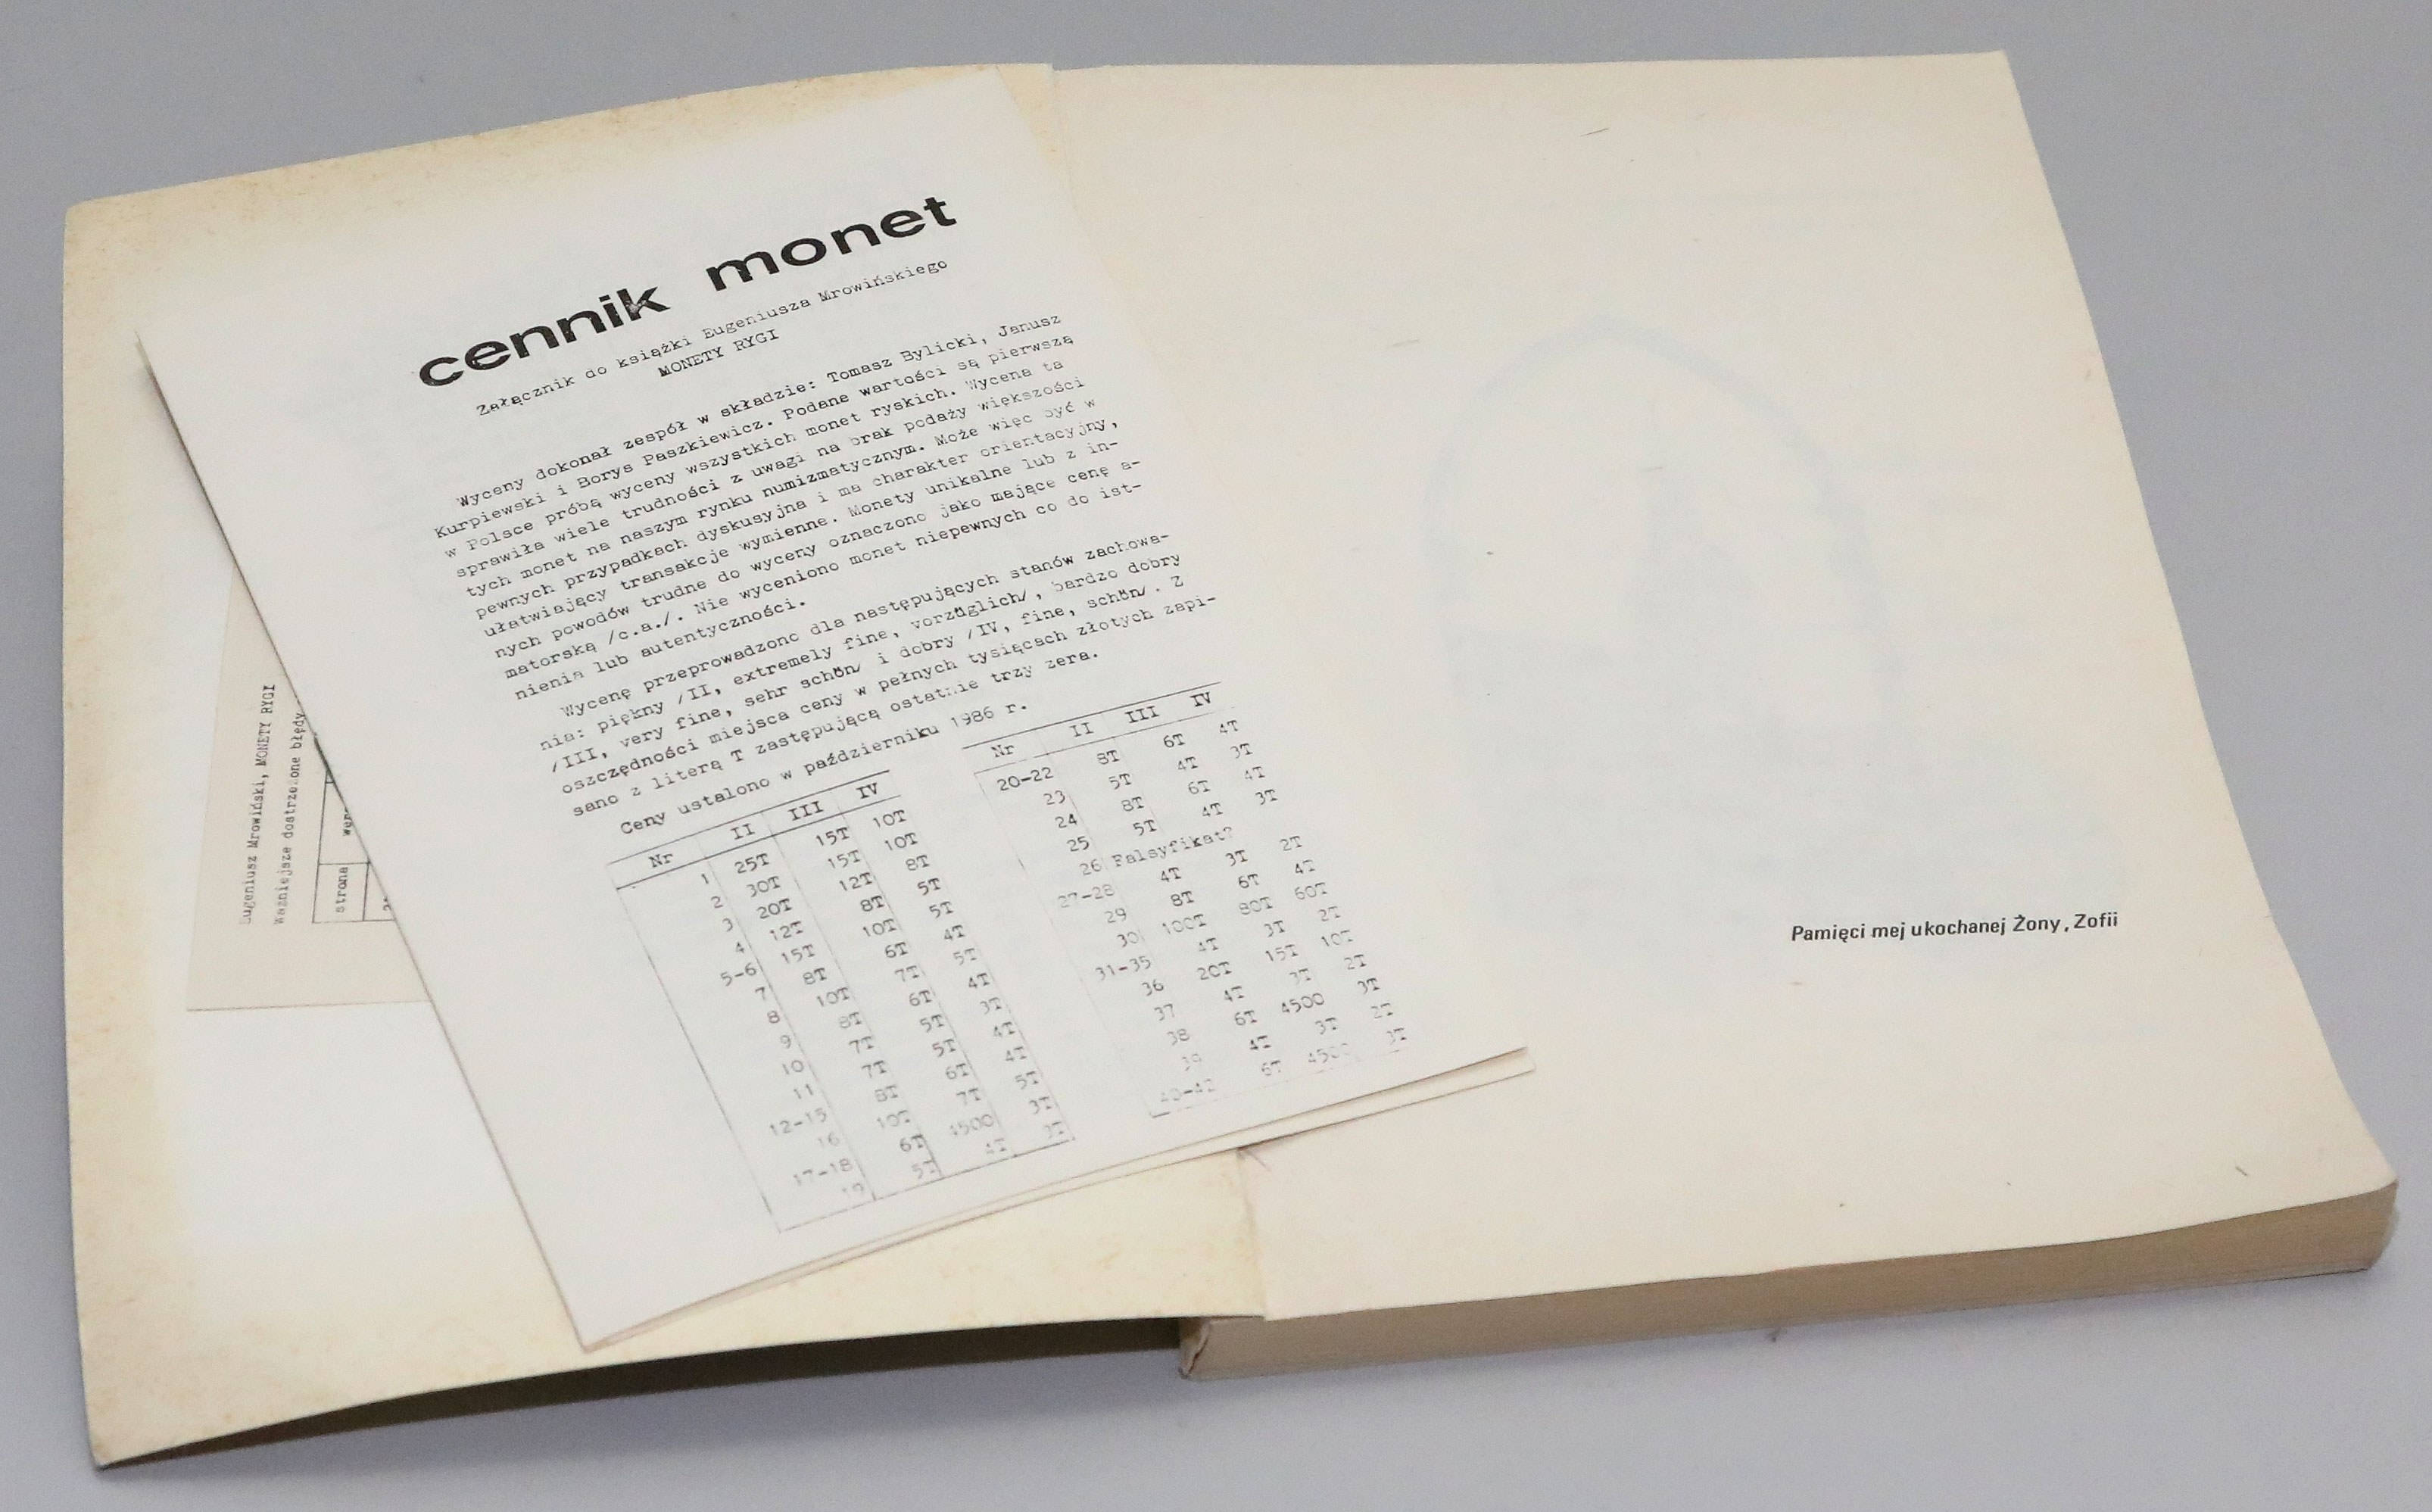 cennik monet
Załącznik do książki Eugeniusza Mrowińskiego
MONETY RYGI
Wyceny dokonał zespół w składzie: Tomasz Bylicki, Janusz
Kurpiewski i Borys Paszkiewicz. Podane wartości są pierwszą
w Polsce próbą wyceny wszystkich monet ryskich. Wycena ta
sprawiła wiele trudności z uwagi na brak podaży większości
tych monet na naszym rynku numizmatycznym. Może więc być w
pewnych przypadkach dyskusyjna i ma charakter orientacyjny,
ułatwiający transakcje wymienne. Monety unikalne lub z in-
nych powodów trudne do wyceny oznaczono jako mające cenę a-
matorską /c.a./. Nie wyceniono monet niepewnych co do ist-
nienia lub autentyczności.
Wycenę przeprowadzono dla następujących stanów zachowa-
nia: piękny /II, extremely fine, vorzüglich/, bardzo dobry
/III, very fine, sehr schön/ i dobry /IV, fine, schön/. Z
oszczędności miejsca ceny w pełnych tysiącach złotych zapi-
sano z literą T zastępującą ostatnie trzy zera.
Ceny ustalono w październiku 1986 r.
Nr II III IV
1 25T 15T 10T
2 30T 15T 10T
3 20T 12T 8T
4 12T 8T 5T
5-6 15T 10T 5T
7 8T 6T 4T
8 10T 7T 5T
9 8T 6T 4T
10 7T 5T 3T
11 7T 5T 4T
12-15 8T 6T 4T
16 10T 7T 5T
17-18 6T 4500 3T
19 5T 4T 3T
Nr II III IV
20-22 8T 6T 4T
23 5T 4T 3T
24 8T 6T 4T
25 5T 4T 3T
26 Falsyfikat?
27-28 4T 3T 2T
29 8T 6T 4T
30 100T 80T 60T
31-35 4T 3T 2T
36 20T 15T 10T
37 4T 3T 2T
38 6T 4500 3T
39 4T 3T 2T
40-42 6T 4500 3T
Eugeniusz Mrowiński, MONETY RYGI
Ważniejsze dostrzeżone błędy
strona
Pamięci mej ukochanej Żony, Zofii